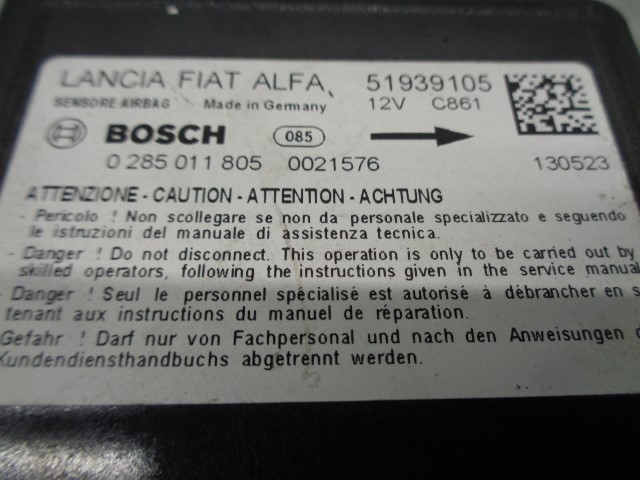 LANCIA FIAT ALFA, 51939105
SENSORE AIRBAG Made in Germany 12V C861
BOSCH 085
0 285 011 805 0021576 130523
ATTENZIONE - CAUTION - ATTENTION - ACHTUNG
- Pericolo ! Non scollegare se non da personale specializzato e seguendo
le istruzioni del manuale di assistenza tecnica.
- Danger ! Do not disconnect. This operation is only to be carried out by
skilled operators, following the instructions given in the service manual
- Danger ! Seul le personnel spécialisé est autorisé à débrancher en s
tenant aux instructions du manuel de réparation.
Gefahr ! Darf nur von Fachpersonal und nach den Anweisungen
Kundendiensthandbuchs abgetrennt werden.